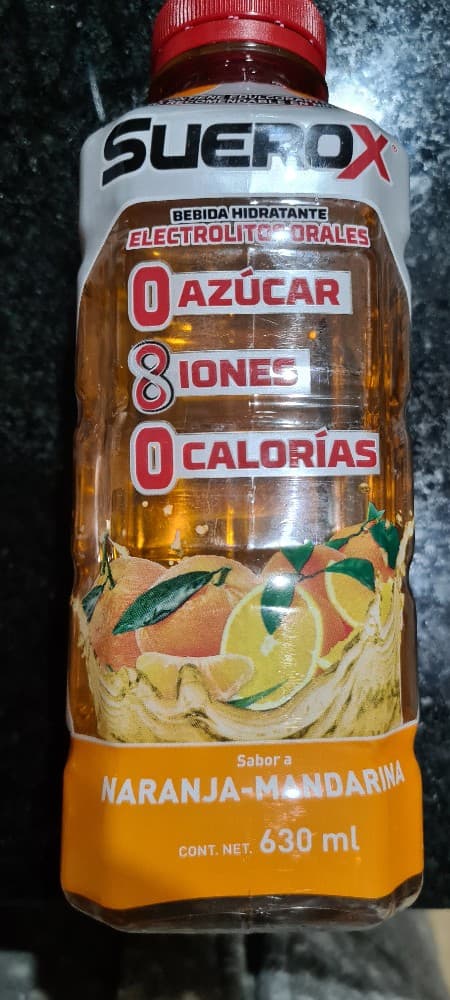 SUEROX
BEBIDA HIDRATANTE
ELECTROLITOS ORALES
0 AZÚCAR
8 IONES
0 CALORÍAS
Sabor a
NARANJA-MANDARINA
CONT. NET. 630 ml